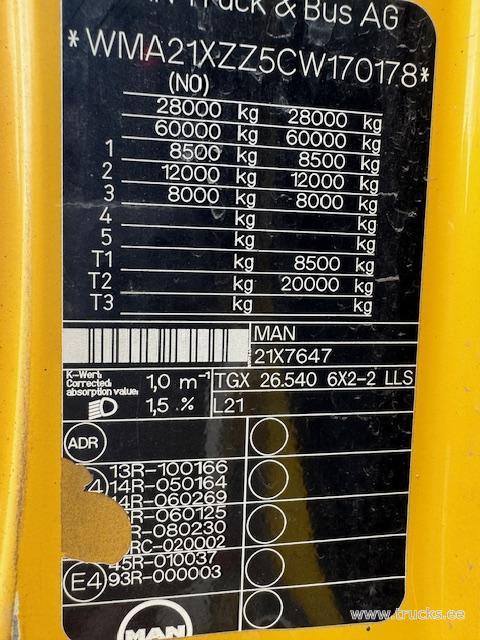 Truck & Bus AG
*WMA21XZZ5CW170178*
(NO)
28000 kg 28000 kg
60000 kg 60000 kg
1 8500 kg 8500 kg
2 12000 kg 12000 kg
3 8000 kg 8000 kg
4 kg kg
5 kg kg
T1 kg 8500 kg
T2 kg 20000 kg
T3 kg kg
MAN
21X7647
K-Wert:
Corrected
absorption value:
1,0 m⁻¹
TGX 26.540 6X2-2 LLS
1,5 %
L21
ADR
13R-100166
4 14R-050164
14R-060269
R-060125
R-080230
RC-020002
45R-010037
E4 93R-000003
MAN
www.trucks.ee